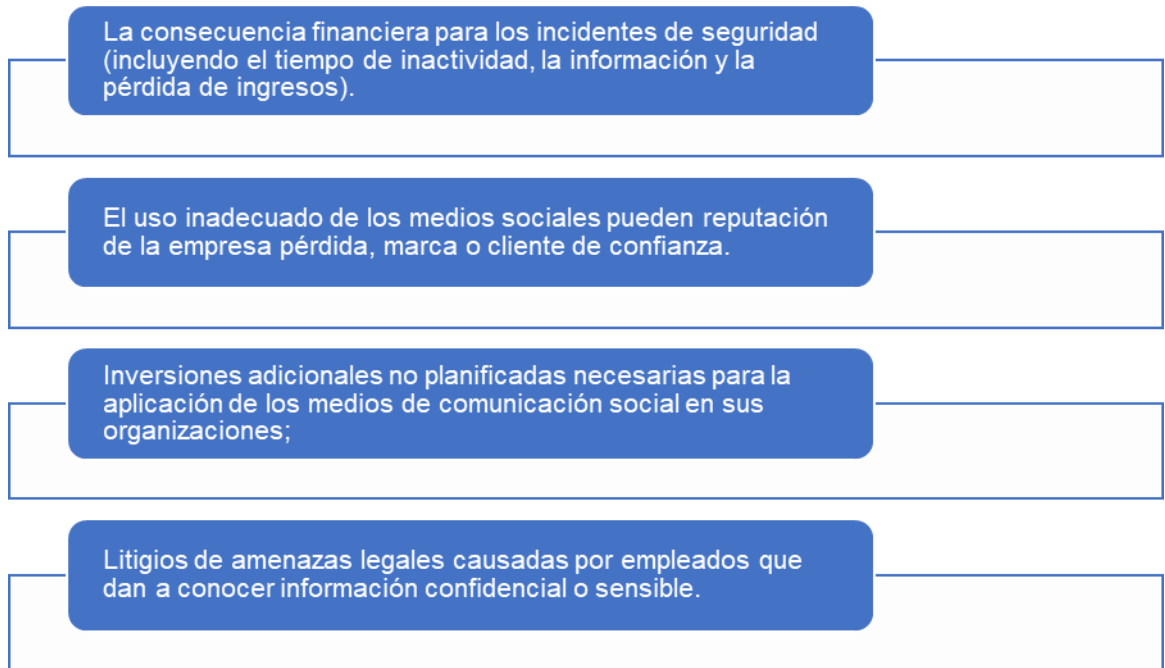 La consecuencia financiera para los incidentes de seguridad
(incluyendo el tiempo de inactividad, la información y la
pérdida de ingresos).
El uso inadecuado de los medios sociales pueden reputación
de la empresa pérdida, marca o cliente de confianza.
Inversiones adicionales no planificadas necesarias para la
aplicación de los medios de comunicación social en sus
organizaciones;
Litigios de amenazas legales causadas por empleados que
dan a conocer información confidencial o sensible.